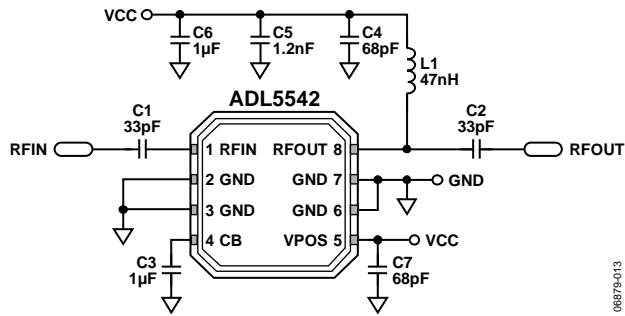 VCC
C6
1µF
C5
1.2nF
C4
68pF
L1
47nH
ADL5542
C1
33pF
C2
33pF
RFIN
1 RFIN
RFOUT 8
RFOUT
2 GND
GND 7
GND
3 GND
GND 6
4 CB
VPOS 5
VCC
C3
1µF
C7
68pF
06879-013